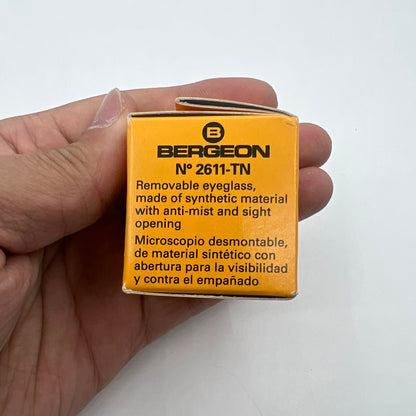 B
BERGEON
Nº 2611-TN
Removable eyeglass,
made of synthetic material
with anti-mist and sight
opening
Microscopio desmontable,
de material sintético con
abertura para la visibilidad
y contra el empañado